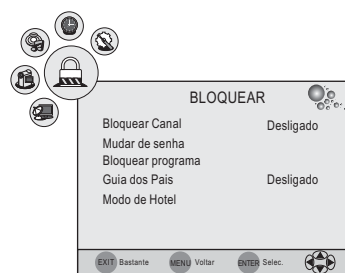 BLOQUEAR
Bloquear Canal Desligado
Mudar de senha
Bloquear programa
Guia dos Pais Desligado
Modo de Hotel
EXIT Bastante MENU Voltar ENTER Selec.